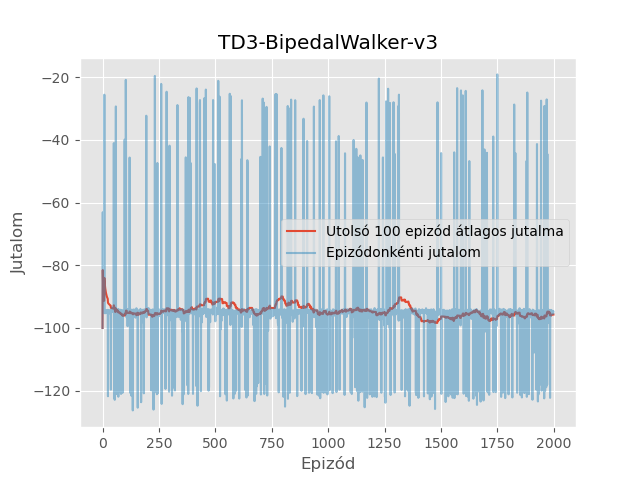 TD3-BipedalWalker-v3
Jutalom
−20
−40
−60
−80
−100
−120
Utolsó 100 epizód átlagos jutalma
Epizódonkénti jutalom
0 250 500 750 1000 1250 1500 1750 2000
Epizód